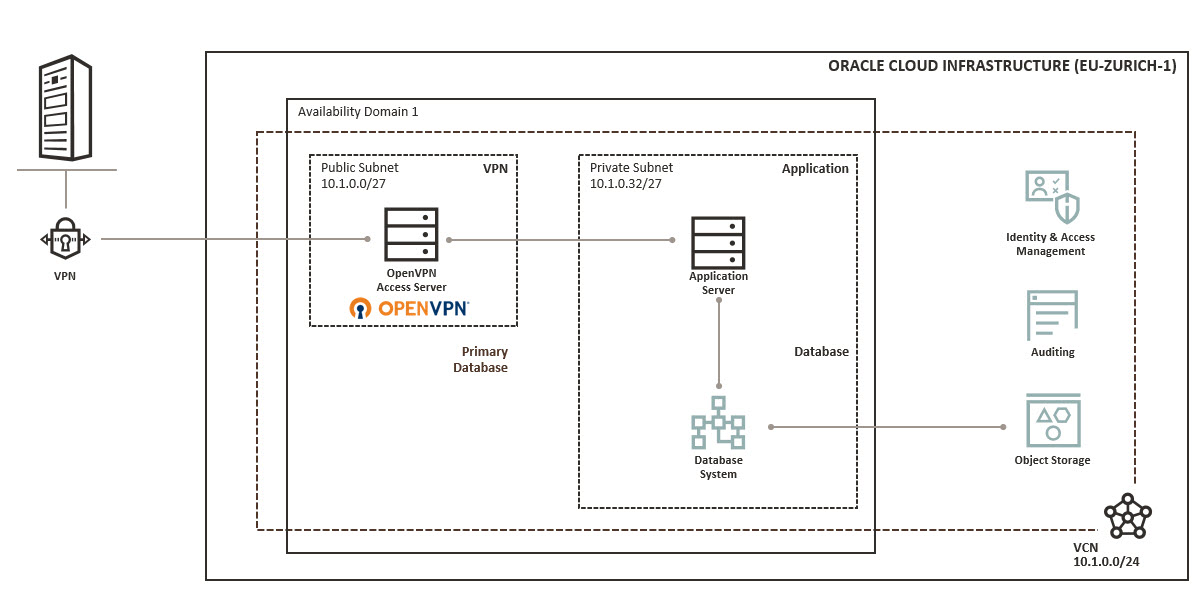 ORACLE CLOUD INFRASTRUCTURE (EU-ZURICH-1)
Availability Domain 1
Public Subnet
10.1.0.0/27
VPN
OpenVPN
Access Server
OPENVPN
Private Subnet
10.1.0.32/27
Application
Application
Server
VPN
Primary
Database
Database
Database
System
Identity & Access
Management
Auditing
Object Storage
VCN
10.1.0.0/24